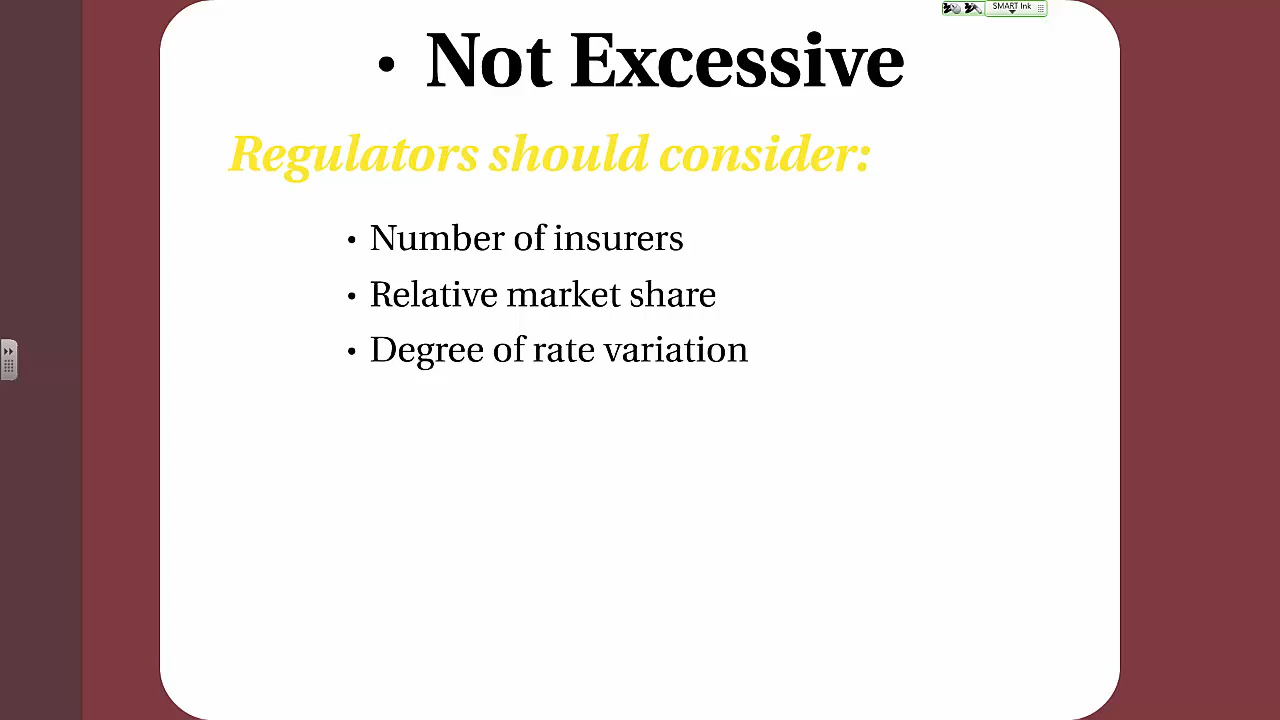 SMART Ink
• Not Excessive
Regulators should consider:
• Number of insurers
• Relative market share
• Degree of rate variation